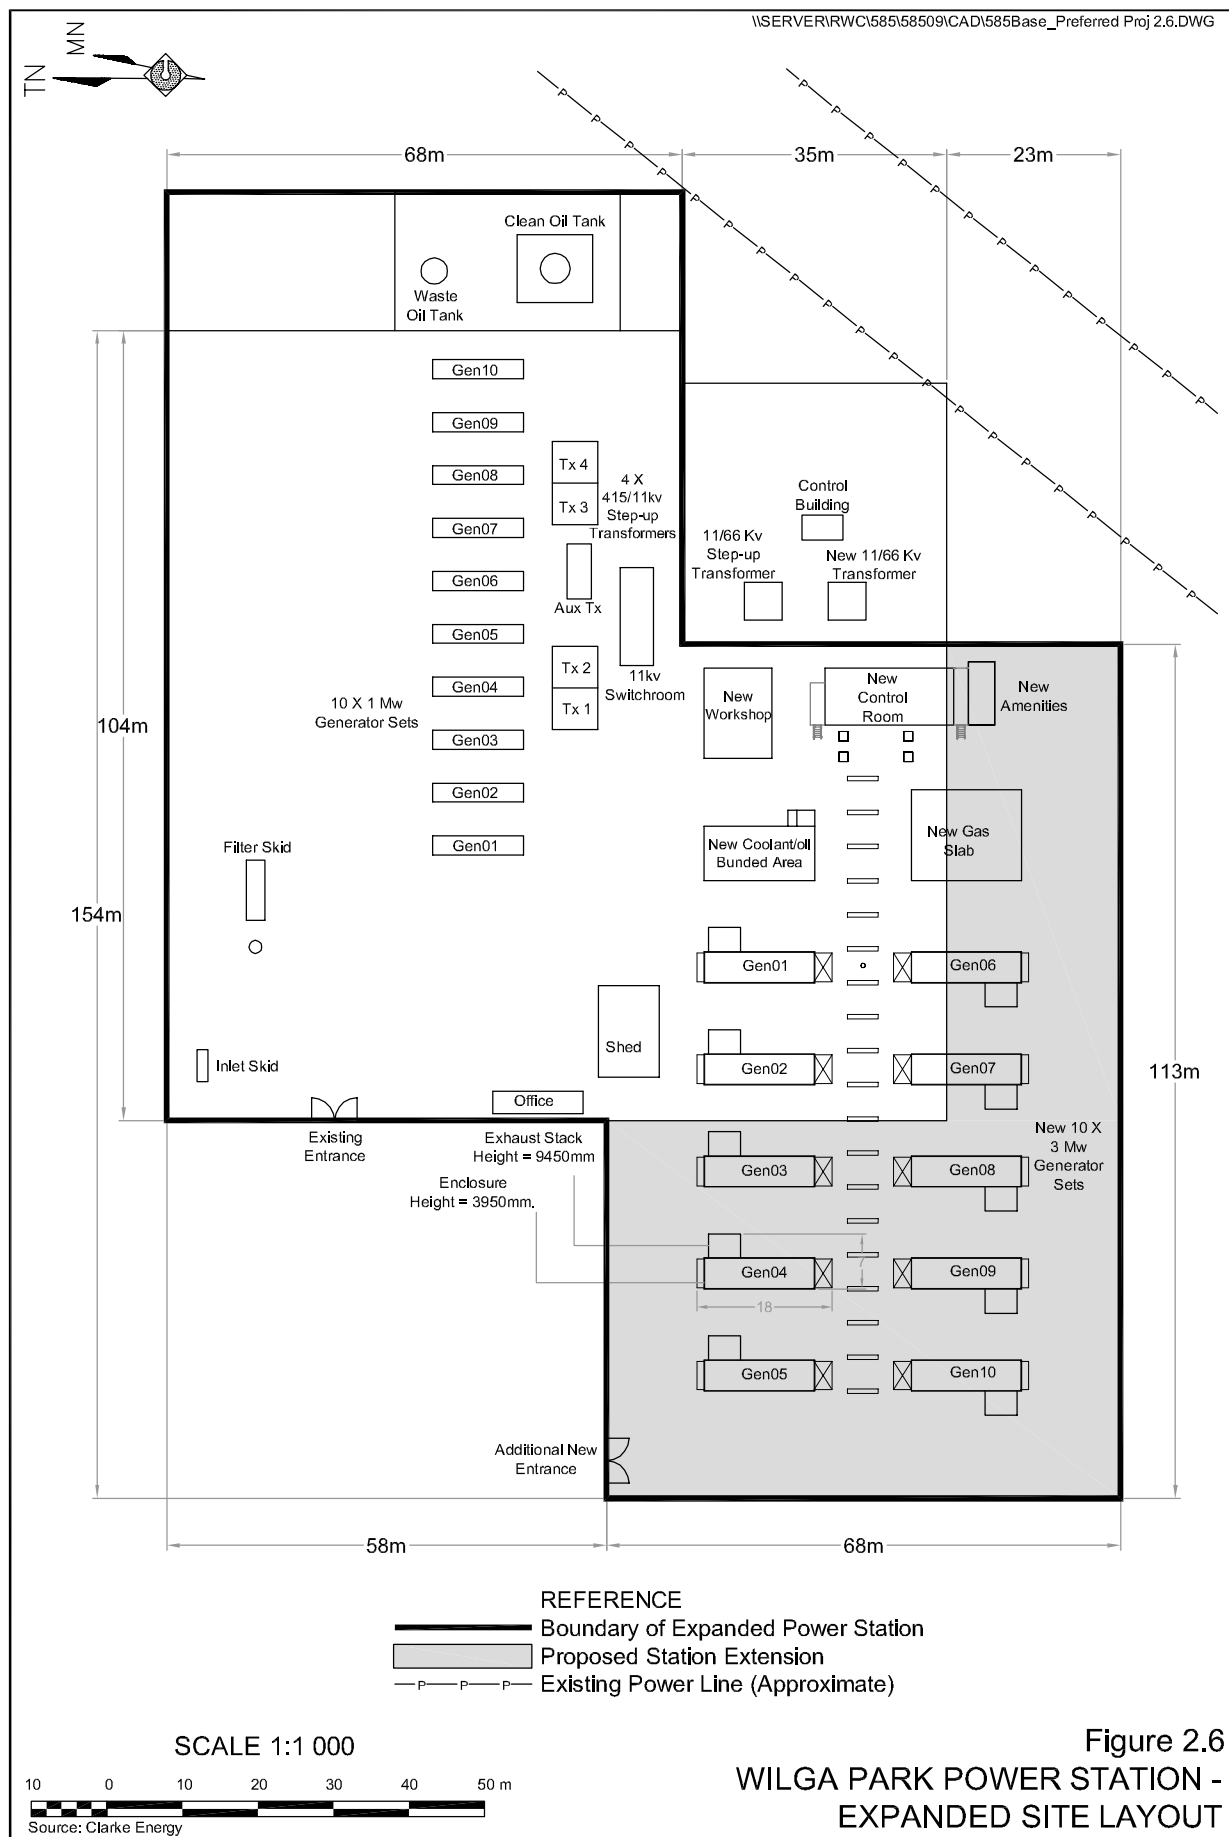 \\SERVER\RWC\585\58509\CAD\585Base_Preferred Proj 2.6.DWG
MN
TN
68m
35m
23m
Clean Oil Tank
Waste
Oil Tank
Gen10
Gen09
Gen08
Gen07
Gen06
Gen05
Gen04
Gen03
Gen02
Gen01
Tx 4
Tx 3
4 X
415/11kv
Step-up
Transformers
Aux Tx
Tx 2
Tx 1
11kv
Switchroom
10 X 1 Mw
Generator Sets
Control
Building
11/66 Kv
Step-up
Transformer
New 11/66 Kv
Transformer
New
Workshop
New
Control
Room
New
Amenities
104m
154m
Filter Skid
New Coolant/oil
Bunded Area
New Gas
Slab
Gen01
Gen06
Shed
Inlet Skid
Gen02
Gen07
113m
Office
Existing
Entrance
Exhaust Stack
Height = 9450mm
Enclosure
Height = 3950mm.
New 10 X
3 Mw
Generator
Sets
Gen03
Gen08
Gen04
Gen09
7
18
Gen05
Gen10
Additional New
Entrance
58m
68m
P P P P P P P P P P P P P
P P P P P P P P P P P P P P P P P P P P
REFERENCE
Boundary of Expanded Power Station
Proposed Station Extension
P P P Existing Power Line (Approximate)
SCALE 1:1 000
10 0 10 20 30 40 50 m
Source: Clarke Energy
Figure 2.6
WILGA PARK POWER STATION -
EXPANDED SITE LAYOUT